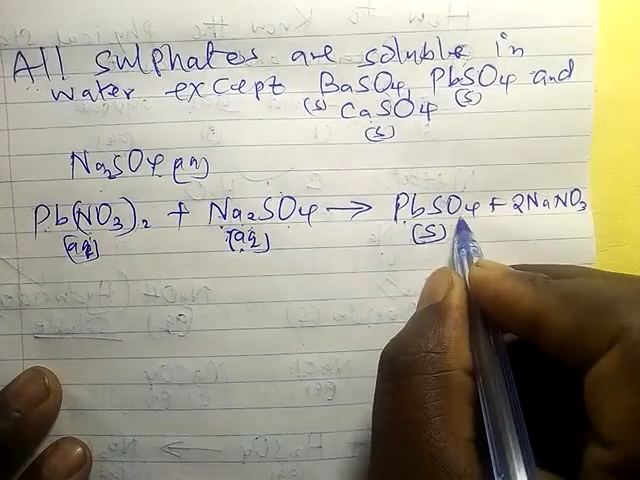 All sulphates are soluble in
water except BaSO4, PbSO4 and
(s) CaSO4 (s)
(s)
Na2SO4 (aq)
Pb(NO3)2 + Na2SO4 → PbSO4 + 2NaNO3
(aq) (aq) (s)